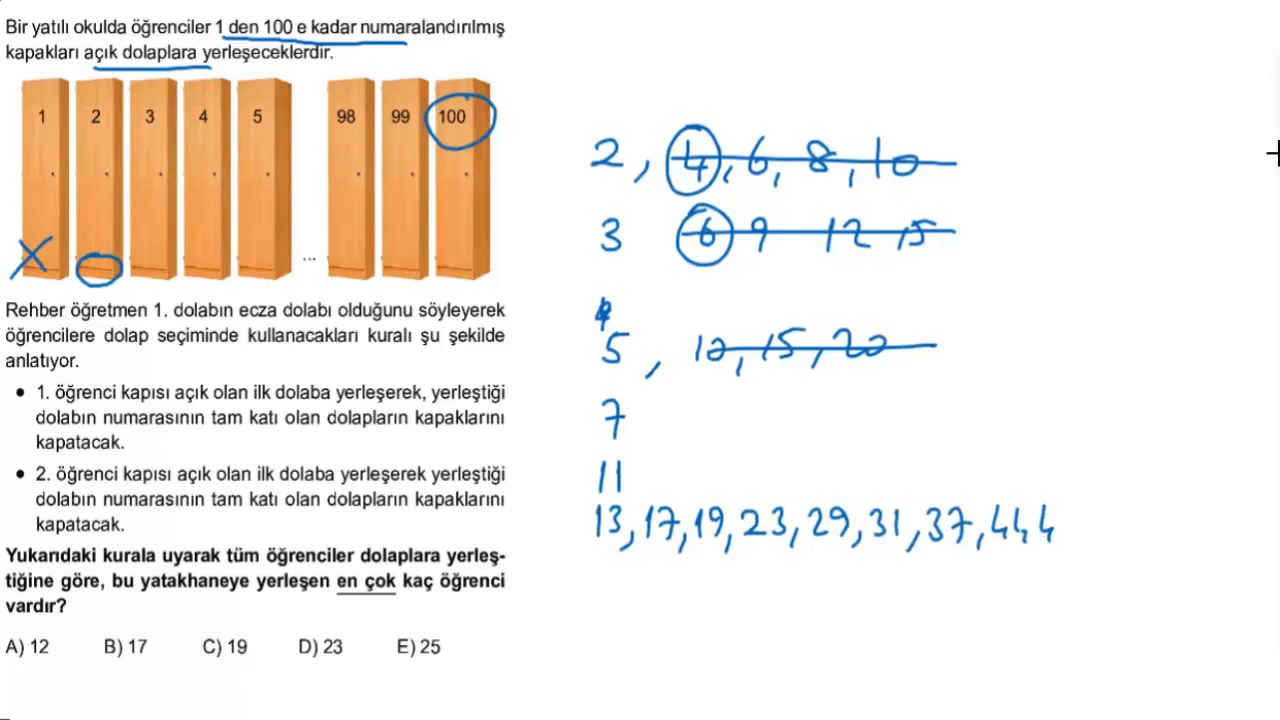 Bir yatılı okulda öğrenciler 1 den 100 e kadar numaralandırılmış
kapakları açık dolaplara yerleşeceklerdir.
1 2 3 4 5 98 99 100
...
Rehber öğretmen 1. dolabın ecza dolabı olduğunu söyleyerek
öğrencilere dolap seçiminde kullanacakları kuralı şu şekilde
anlatıyor.
• 1. öğrenci kapısı açık olan ilk dolaba yerleşerek, yerleştiği
dolabın numarasının tam katı olan dolapların kapaklarını
kapatacak.
• 2. öğrenci kapısı açık olan ilk dolaba yerleşerek yerleştiği
dolabın numarasının tam katı olan dolapların kapaklarını
kapatacak.
Yukarıdaki kurala uyarak tüm öğrenciler dolaplara yerleş-
tiğine göre, bu yatakhaneye yerleşen en çok kaç öğrenci
vardır?
A) 12 B) 17 C) 19 D) 23 E) 25
2, 4, 6, 8, 10
3 6 9 12 15
5, 10, 15, 20
7
11
13, 17, 19, 23, 29, 31, 37, 444